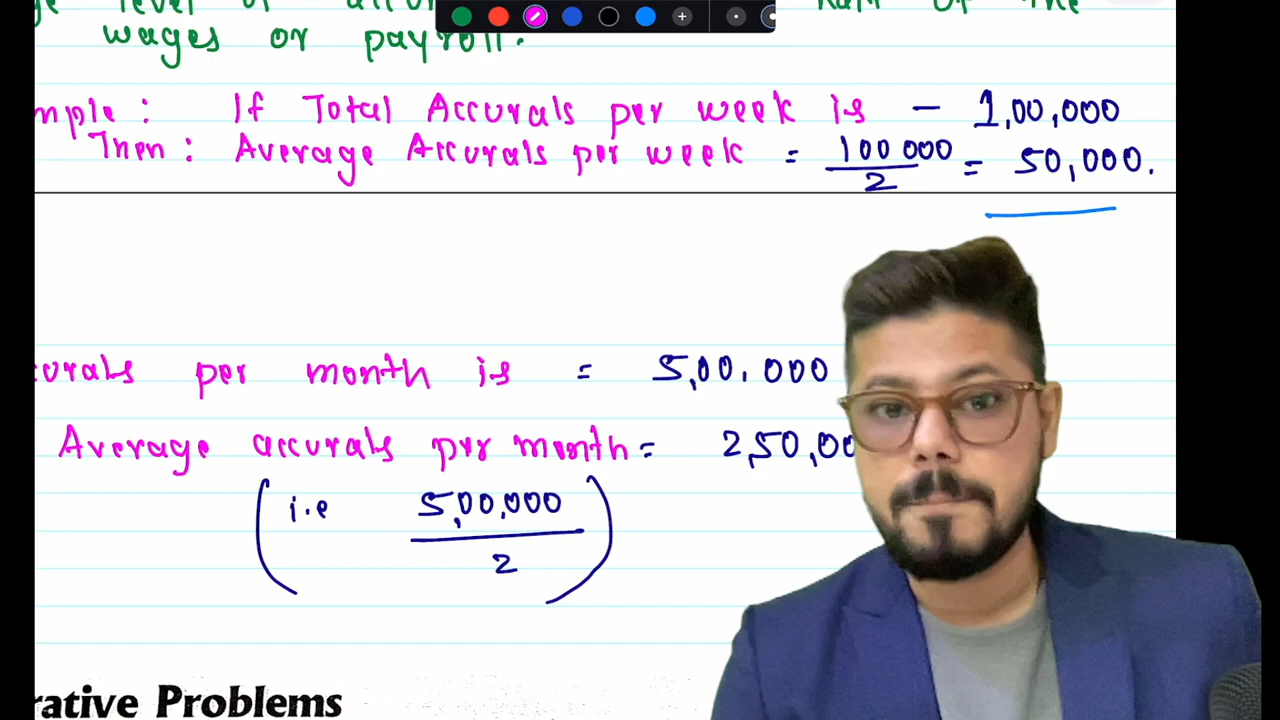 wages or payroll.
mple : If Total Accurals per week is - 1,00,000
Then : Average Accurals per week = 100 000 / 2 = 50,000.
curals per month is = 5,00,000
Average accurals per month = 2,50,00
( i.e 5,00,000 / 2 )
rative Problems